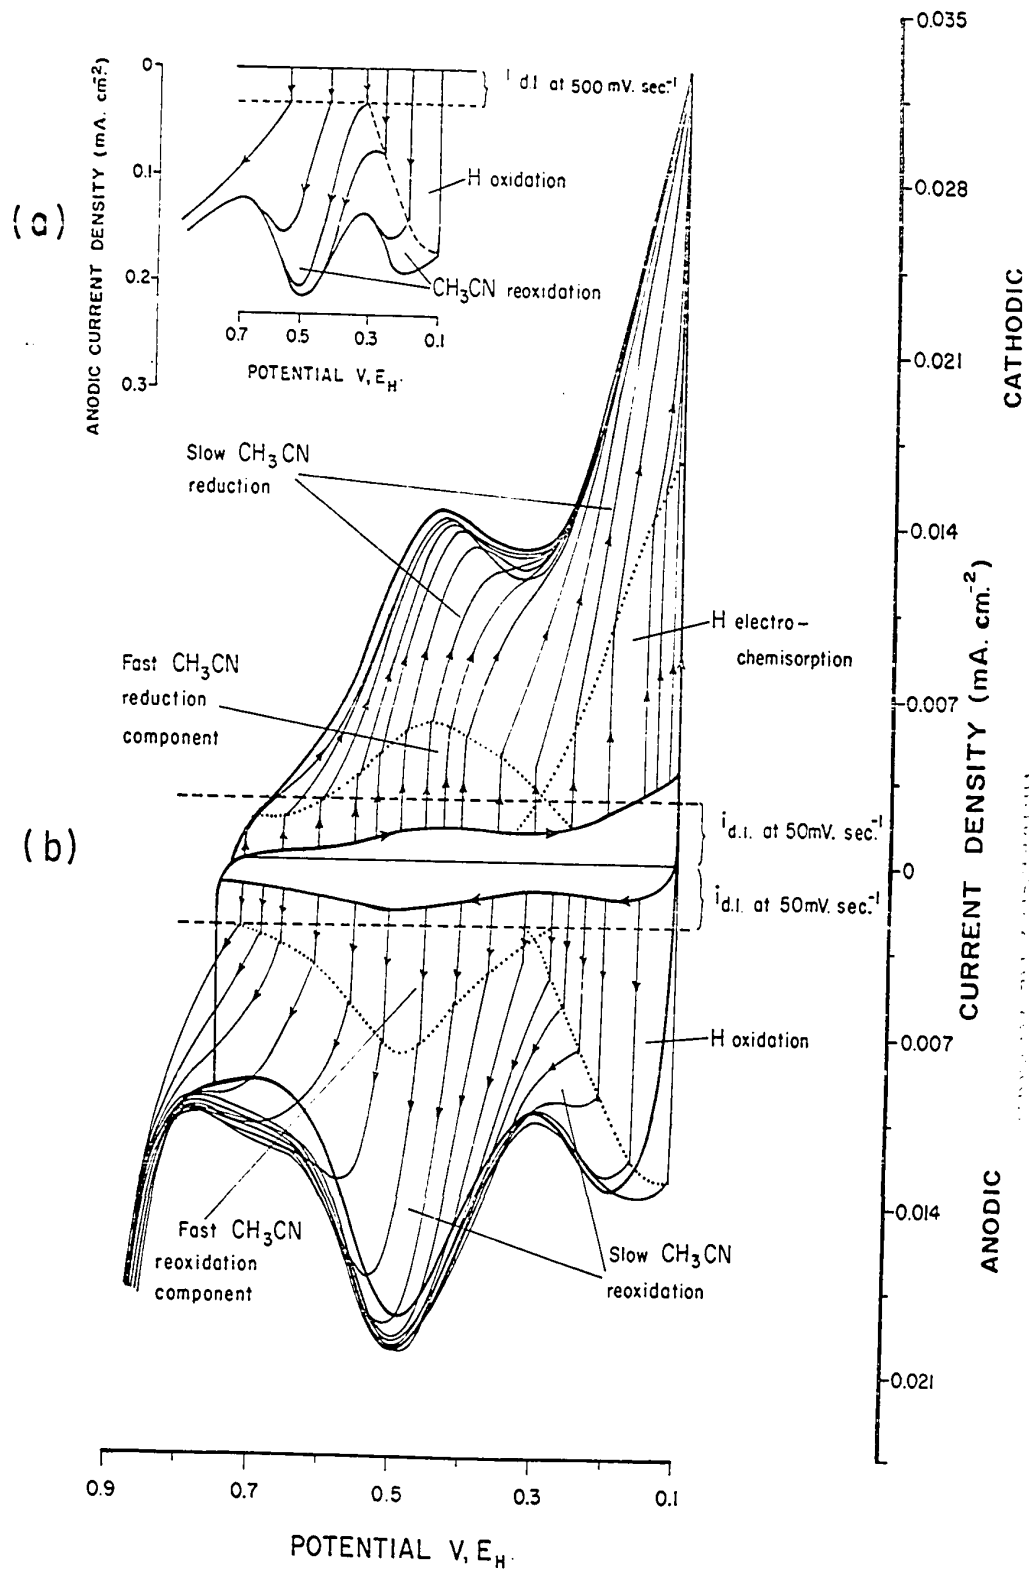 (a)
ANODIC CURRENT DENSITY (mA. cm.-2)
0
0.1
0.2
0.3
i d.l. at 500 mV. sec.-1
H oxidation
CH3CN reoxidation
0.7 0.5 0.3 0.1
POTENTIAL V, EH.
(b)
Slow CH3CN
reduction
Fast CH3CN
reduction
component
H electro-
chemisorption
i d.l. at 50mV. sec.-1
i d.l. at 50mV. sec.-1
H oxidation
Fast CH3CN
reoxidation
component
Slow CH3CN
reoxidation
0.035
0.028
0.021
0.014
0.007
0
0.007
0.014
0.021
CATHODIC
CURRENT DENSITY (mA. cm.-2)
ANODIC
0.9 0.7 0.5 0.3 0.1
POTENTIAL V, EH.